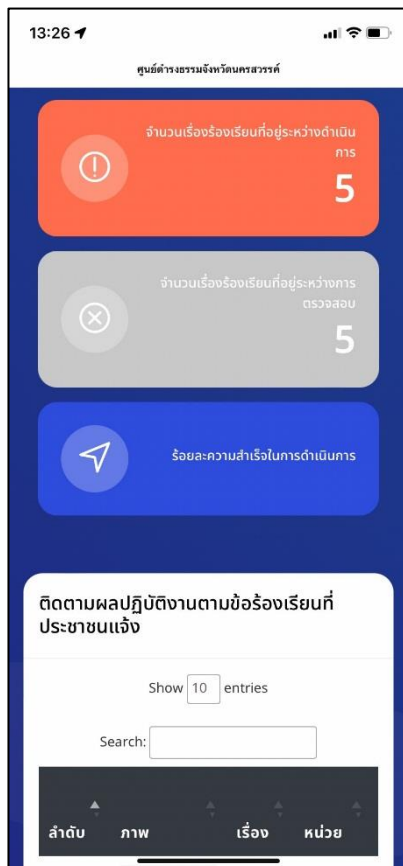 13:26
ศูนย์ดำรงธรรมจังหวัดนครสวรรค์
จำนวนเรื่องร้องเรียนที่อยู่ระหว่างดำเนิน
การ
5
จำนวนเรื่องร้องเรียนที่อยู่ระหว่างการ
ตรวจสอบ
5
ร้อยละความสำเร็จในการดำเนินการ
ติดตามผลปฏิบัติงานตามข้อร้องเรียนที่
ประชาชนแจ้ง
Show 10 entries
Search:
ลำดับ ภาพ เรื่อง หน่วย